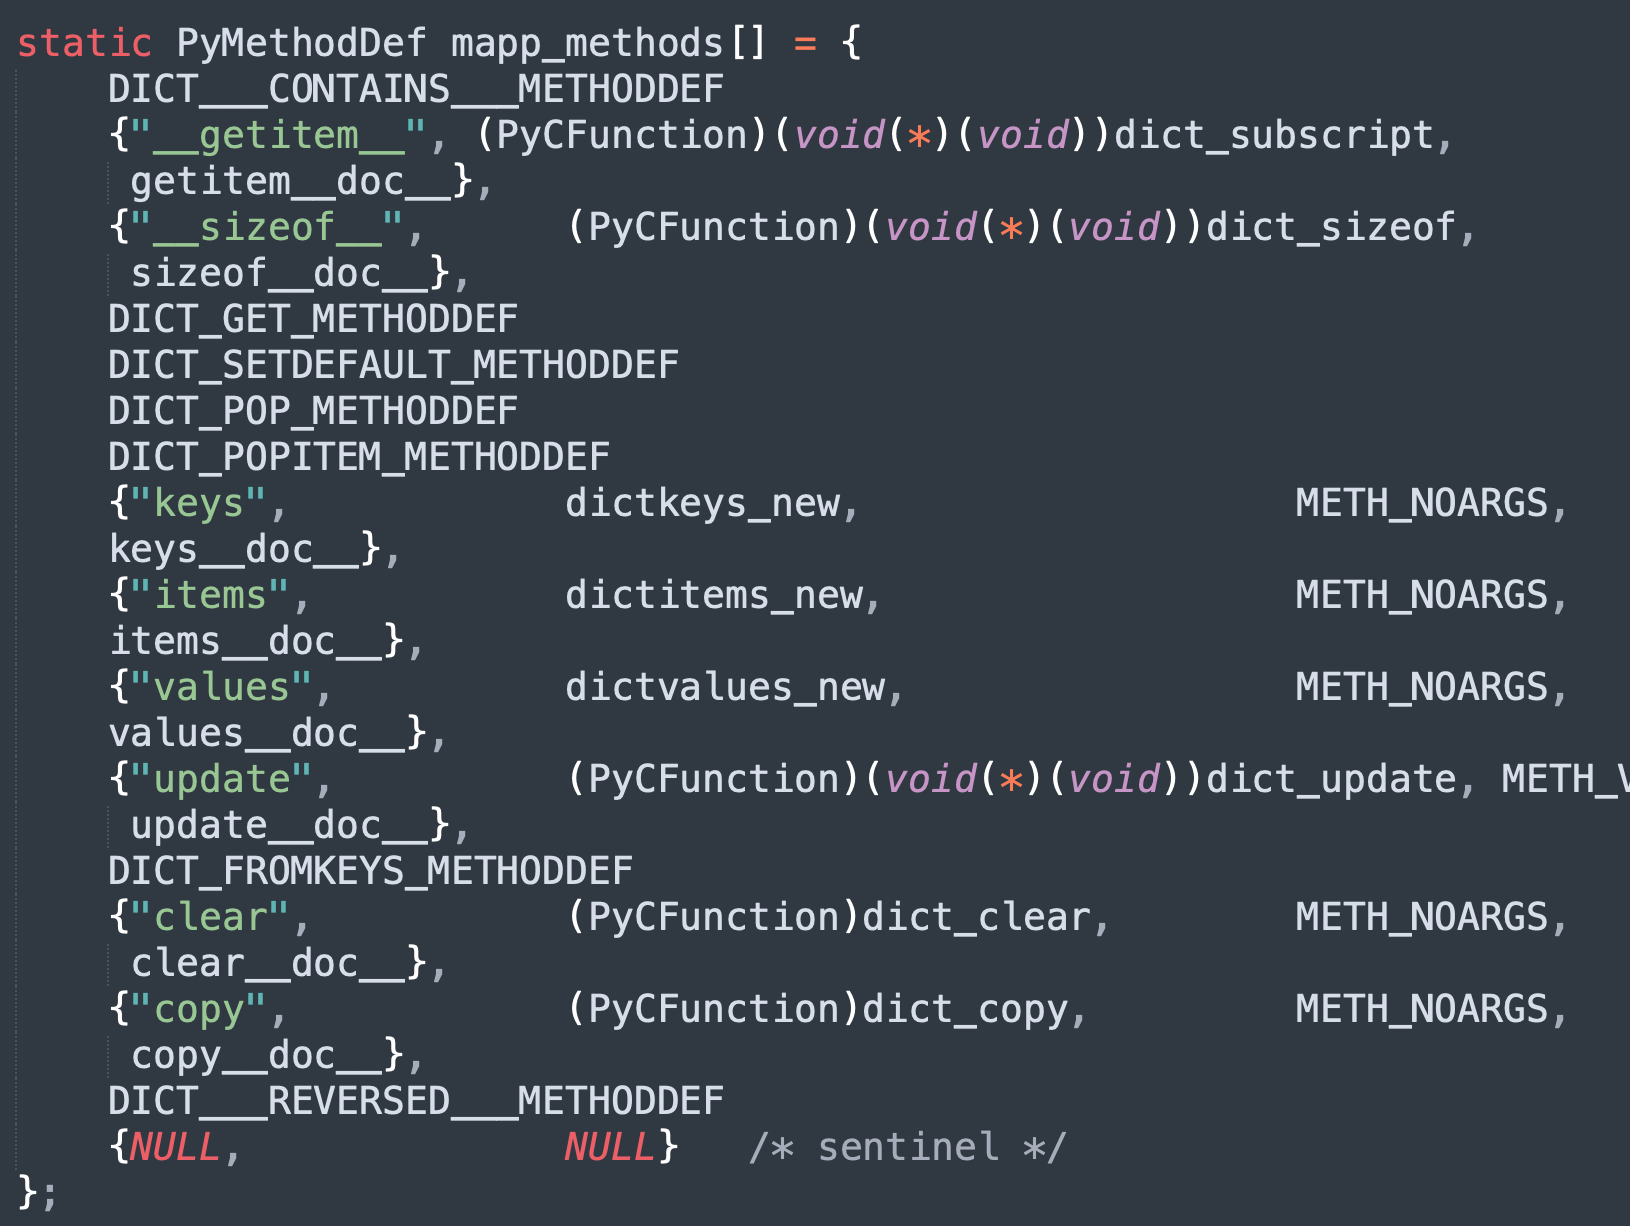 static PyMethodDef mapp_methods[] = {
    DICT___CONTAINS___METHODDEF
    {"__getitem__", (PyCFunction)(void(*)(void))dict_subscript,
     getitem__doc__},
    {"__sizeof__",      (PyCFunction)(void(*)(void))dict_sizeof,
     sizeof__doc__},
    DICT_GET_METHODDEF
    DICT_SETDEFAULT_METHODDEF
    DICT_POP_METHODDEF
    DICT_POPITEM_METHODDEF
    {"keys",            dictkeys_new,                   METH_NOARGS,
    keys__doc__},
    {"items",           dictitems_new,                  METH_NOARGS,
    items__doc__},
    {"values",          dictvalues_new,                 METH_NOARGS,
    values__doc__},
    {"update",          (PyCFunction)(void(*)(void))dict_update, METH_
     update__doc__},
    DICT_FROMKEYS_METHODDEF
    {"clear",           (PyCFunction)dict_clear,        METH_NOARGS,
     clear__doc__},
    {"copy",            (PyCFunction)dict_copy,         METH_NOARGS,
     copy__doc__},
    DICT___REVERSED___METHODDEF
    {NULL,              NULL}   /* sentinel */
};